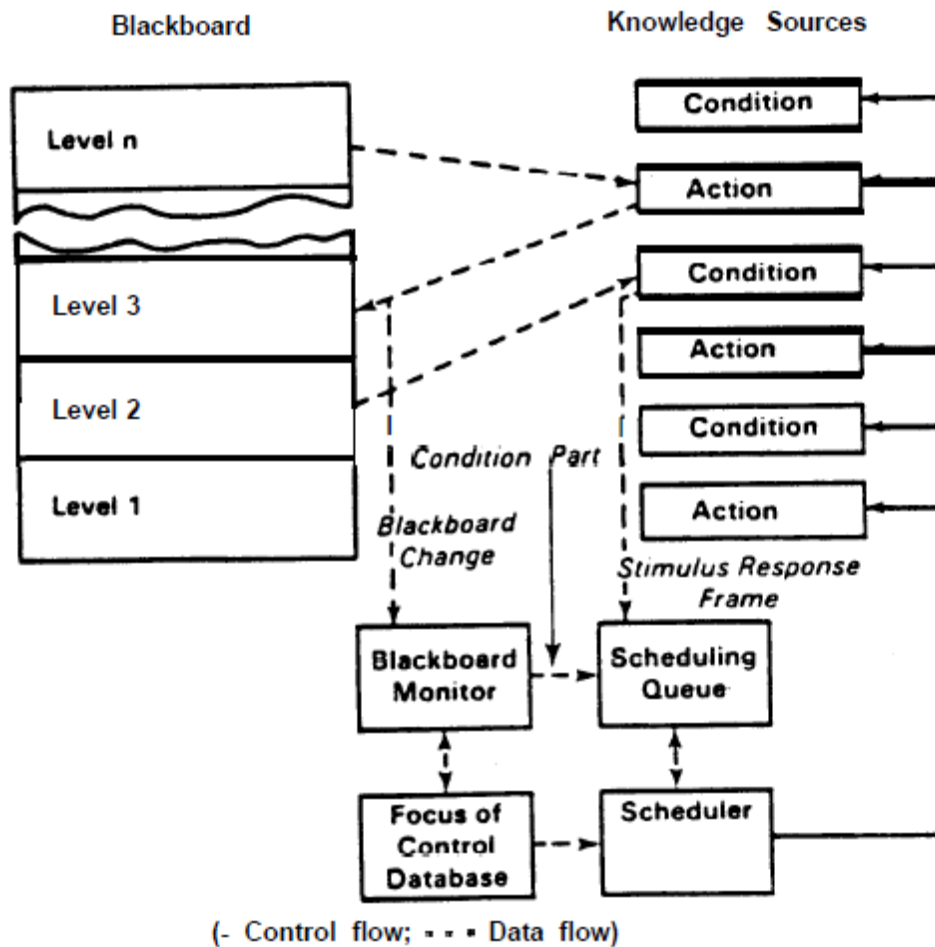 Blackboard
Knowledge Sources
Level n
Level 3
Level 2
Level 1
Condition
Action
Condition
Action
Condition
Action
Condition Part
Blackboard
Change
Stimulus Response
Frame
Blackboard
Monitor
Scheduling
Queue
Focus of
Control
Database
Scheduler
(- Control flow; --- Data flow)